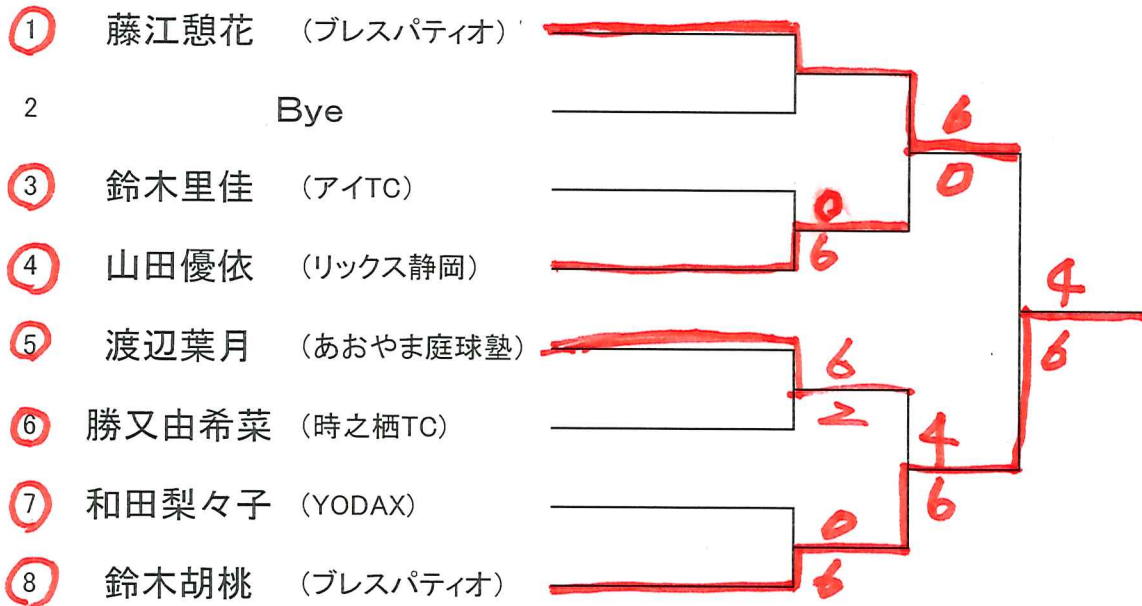 1 藤江憩花 (ブレスパティオ)
2 Bye
6
0
3 鈴木里佳 (アイTC)
0
6
4 山田優依 (リックス静岡)
4
6
5 渡辺葉月 (あおやま庭球塾)
6
2
6 勝又由希菜 (時之栖TC)
4
6
7 和田梨々子 (YODAX)
0
6
8 鈴木胡桃 (ブレスパティオ)